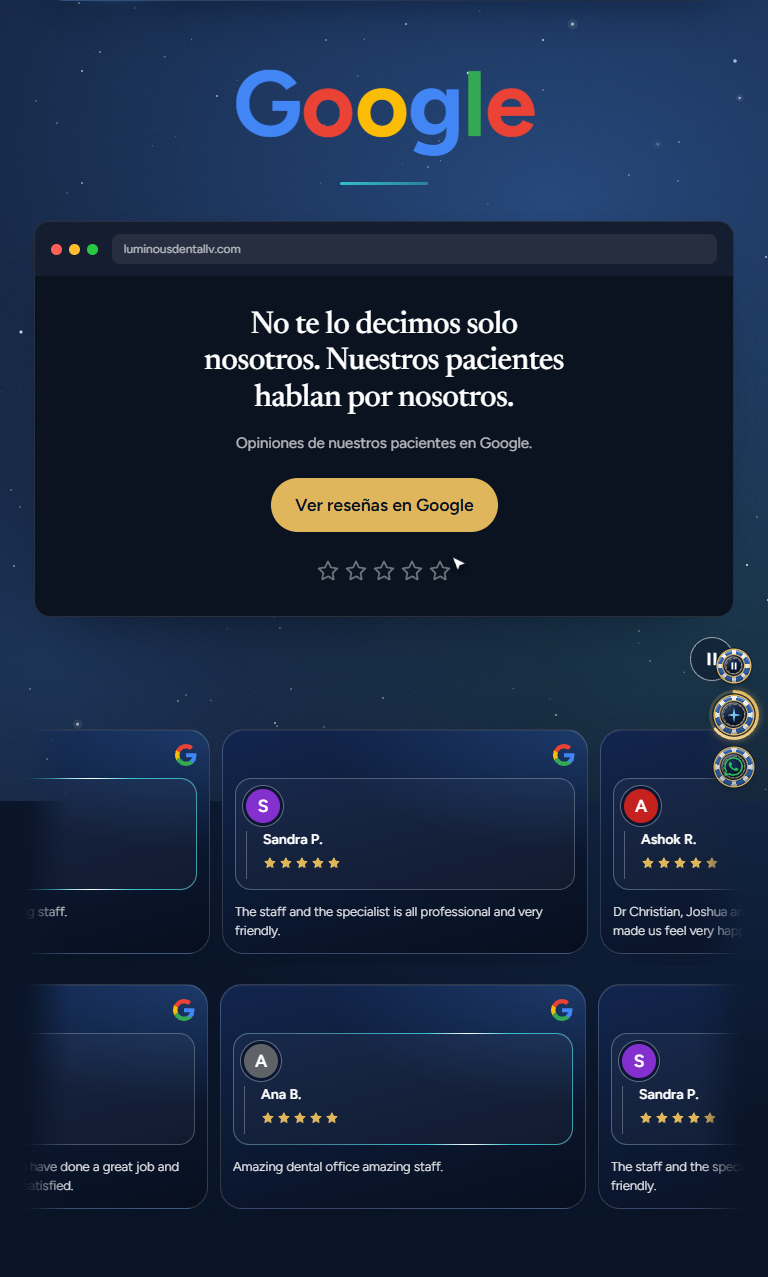 Google
luminousdentallv.com
No te lo decimos solo
nosotros. Nuestros pacientes
hablan por nosotros.
Opiniones de nuestros pacientes en Google.
Ver reseñas en Google
S
Sandra P.
A
Ashok R.
staff.
The staff and the specialist is all professional and very
friendly.
Dr Christian, Joshua
made us feel very
A
Ana B.
S
Sandra P.
have done a great job and
satisfied.
Amazing dental office amazing staff.
The staff and the
friendly.